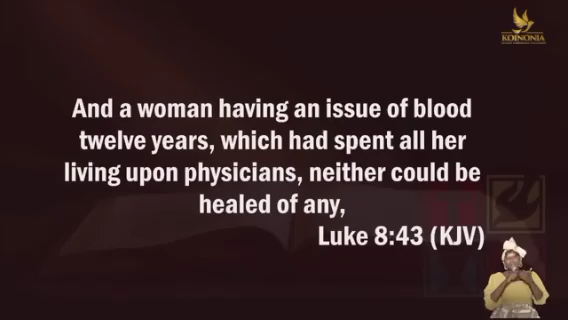 KOINONIA
And a woman having an issue of blood
twelve years, which had spent all her
living upon physicians, neither could be
healed of any,
Luke 8:43 (KJV)